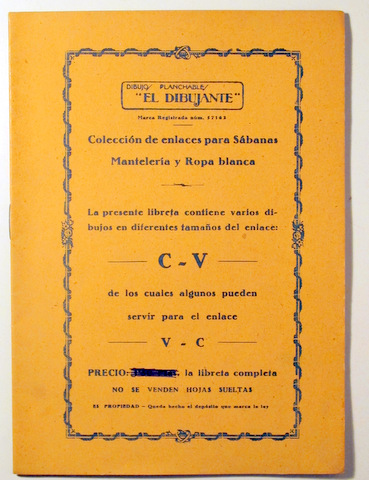 DIBUJOS PLANCHABLES
"EL DIBUJANTE"
Marca Registrada núm. 57163
Colección de enlaces para Sábanas
Mantelería y Ropa blanca
La presente libreta contiene varios di-
bujos en diferentes tamaños del enlace:
C - V
de los cuales algunos pueden
servir para el enlace
V - C
PRECIO: la libreta completa
NO SE VENDEN HOJAS SUELTAS
ES PROPIEDAD - Queda hecho el depósito que marca la ley